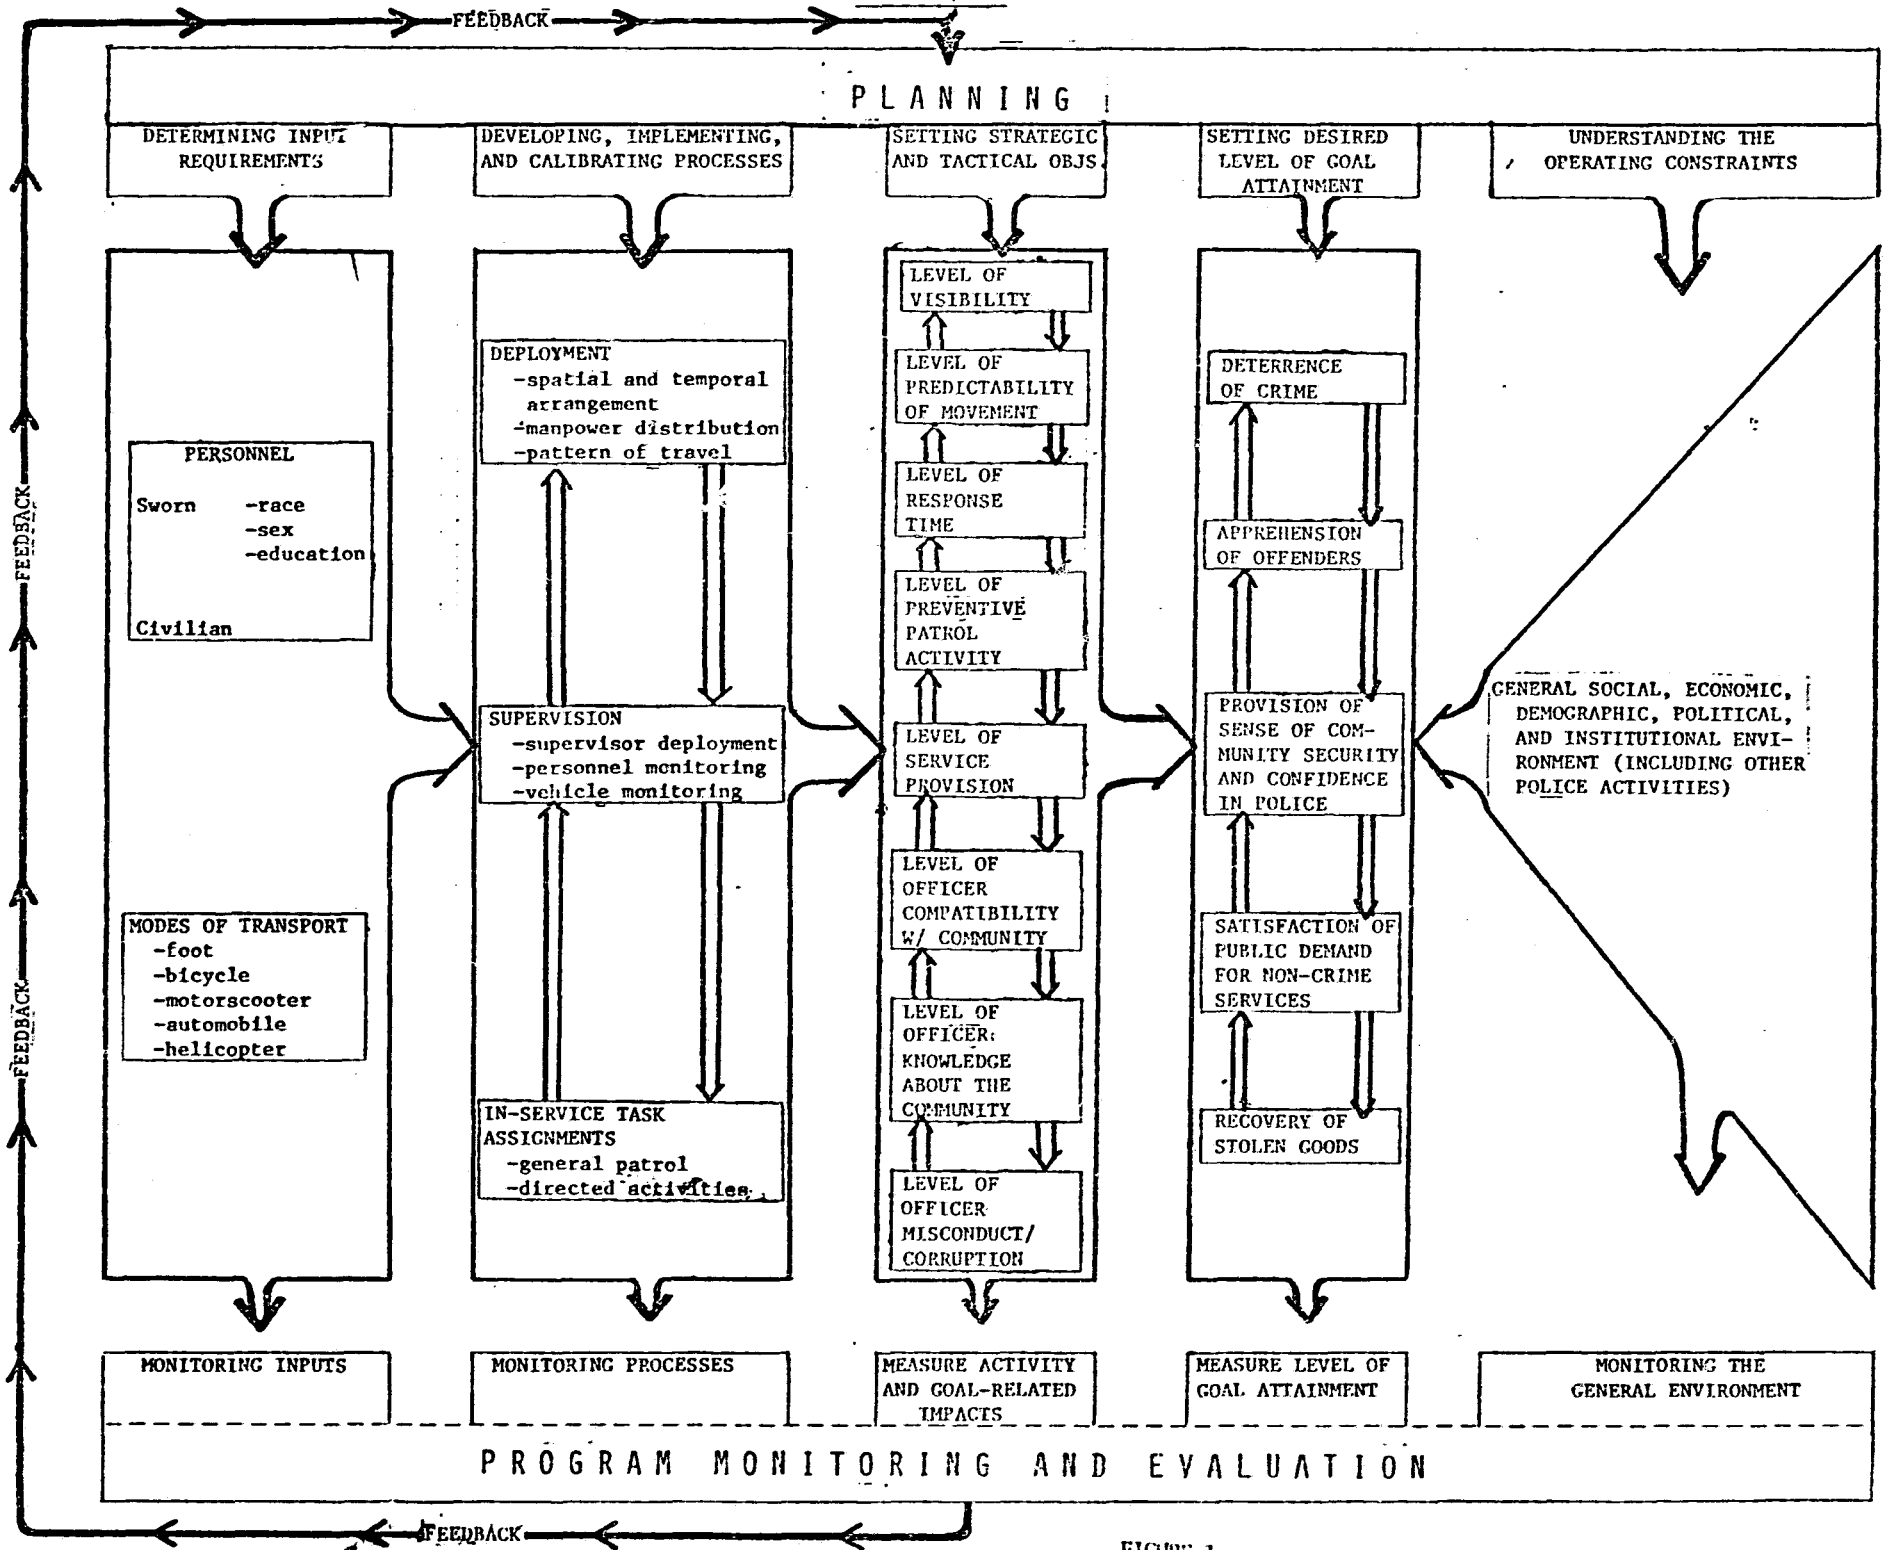 FEEDBACK
PLANNING
DETERMINING INPUT
REQUIREMENTS
DEVELOPING, IMPLEMENTING,
AND CALIBRATING PROCESSES
SETTING STRATEGIC
AND TACTICAL OBJS.
SETTING DESIRED
LEVEL OF GOAL
ATTAINMENT
UNDERSTANDING THE
OPERATING CONSTRAINTS
FEEDBACK
FEEDBACK
PERSONNEL
Sworn -race
-sex
-education
Civilian
MODES OF TRANSPORT
-foot
-bicycle
-motorscooter
-automobile
-helicopter
DEPLOYMENT
-spatial and temporal
arrangement
-manpower distribution
-pattern of travel
SUPERVISION
-supervisor deployment
-personnel monitoring
-vehicle monitoring
IN-SERVICE TASK
ASSIGNMENTS
-general patrol
-directed activities
LEVEL OF
VISIBILITY
LEVEL OF
PREDICTABILITY
OF MOVEMENT
LEVEL OF
RESPONSE
TIME
LEVEL OF
PREVENTIVE
PATROL
ACTIVITY
LEVEL OF
SERVICE
PROVISION
LEVEL OF
OFFICER
COMPATIBILITY
W/ COMMUNITY
LEVEL OF
OFFICER
KNOWLEDGE
ABOUT THE
COMMUNITY
LEVEL OF
OFFICER
MISCONDUCT/
CORRUPTION
DETERRENCE
OF CRIME
APPREHENSION
OF OFFENDERS
PROVISION OF
SENSE OF COM-
MUNITY SECURITY
AND CONFIDENCE
IN POLICE
SATISFACTION OF
PUBLIC DEMAND
FOR NON-CRIME
SERVICES
RECOVERY OF
STOLEN GOODS
GENERAL SOCIAL, ECONOMIC,
DEMOGRAPHIC, POLITICAL,
AND INSTITUTIONAL ENVI-
RONMENT (INCLUDING OTHER
POLICE ACTIVITIES)
MONITORING INPUTS
MONITORING PROCESSES
MEASURE ACTIVITY
AND GOAL-RELATED
IMPACTS
MEASURE LEVEL OF
GOAL ATTAINMENT
MONITORING THE
GENERAL ENVIRONMENT
PROGRAM MONITORING AND EVALUATION
FEEDBACK